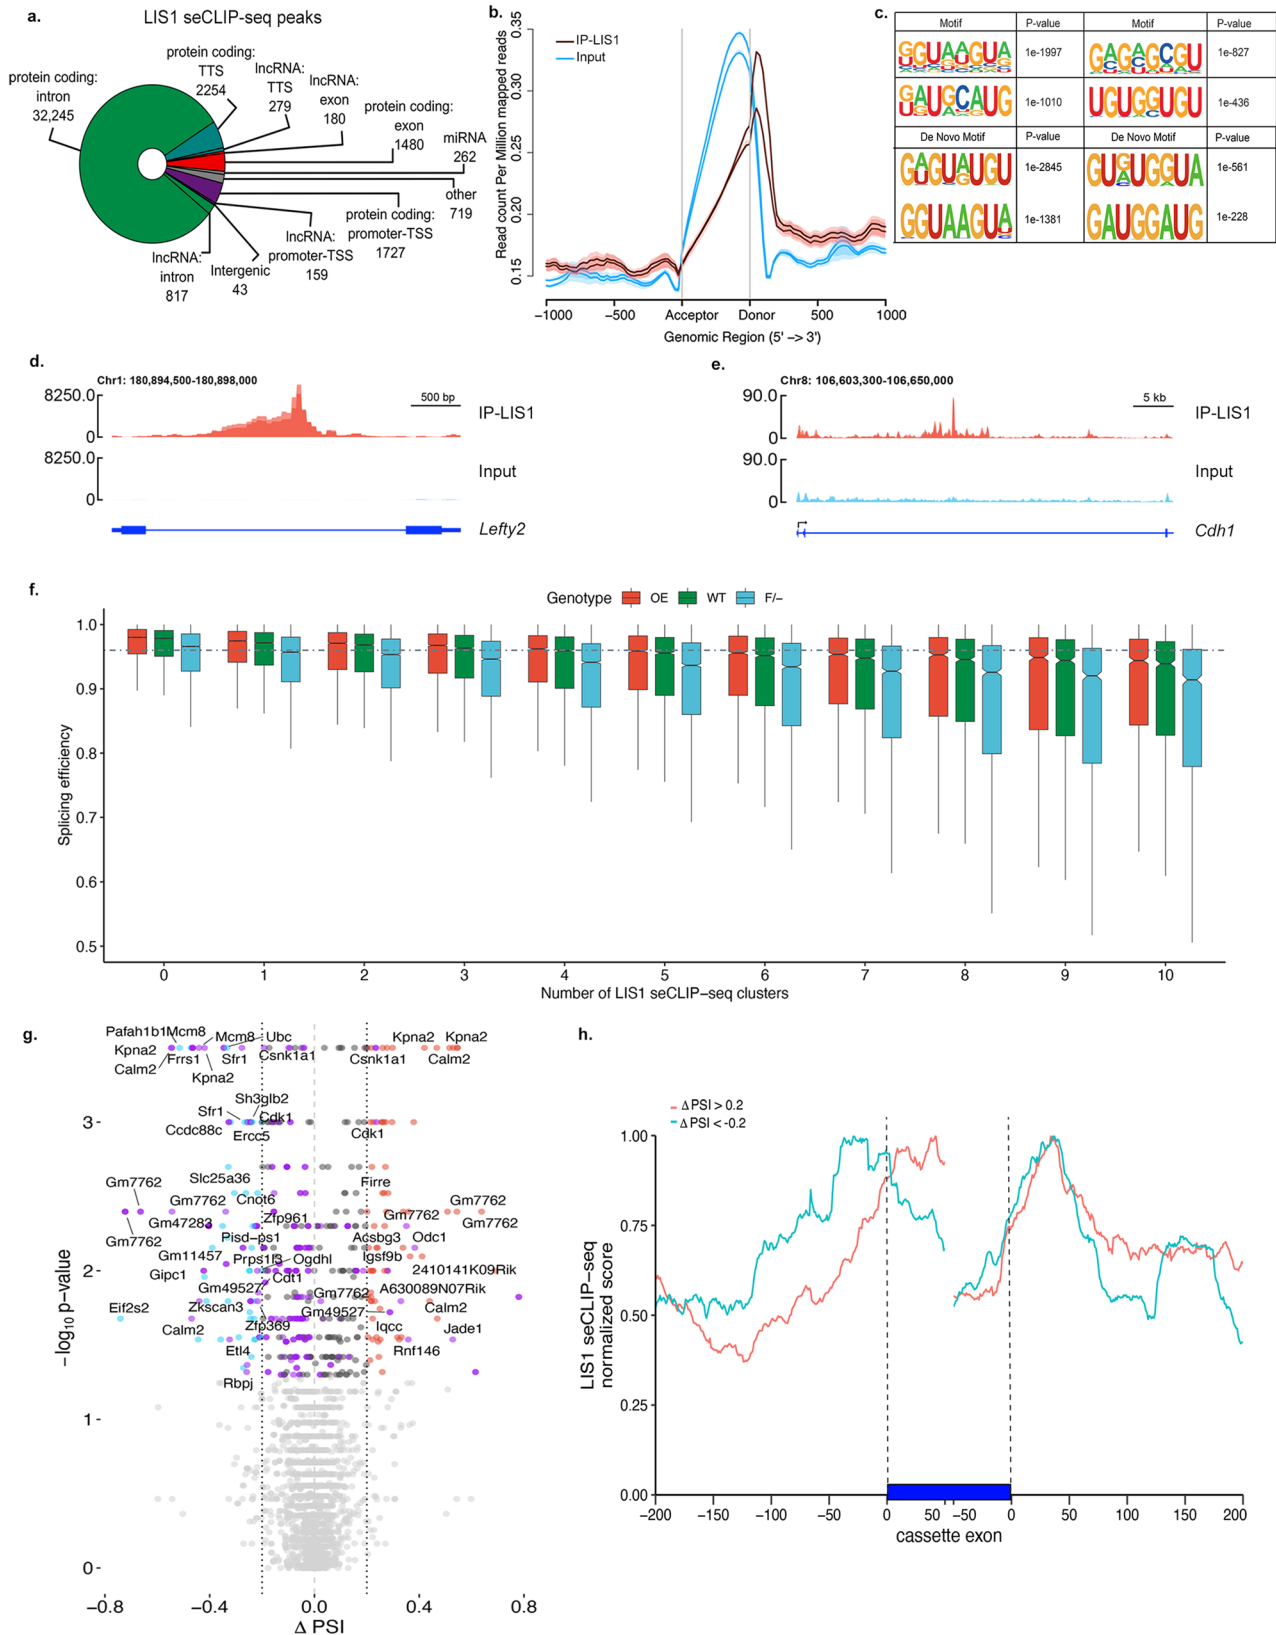 a.
LIS1 seCLIP-seq peaks
protein coding:
intron
32,245
protein coding:
TTS
2254
lncRNA:
TTS
279
lncRNA:
exon
180
protein coding:
exon
1480
miRNA
262
other
719
protein coding:
promoter-TSS
1727
lncRNA:
promoter-TSS
159
Intergenic
43
lncRNA:
intron
817
b.
IP-LIS1
Input
Read count Per Million mapped reads
0.35
0.30
0.25
0.20
0.15
−1000
−500
Acceptor
Donor
500
1000
Genomic Region (5' −> 3')
c.
Motif P-value Motif P-value
GGUAAGUA 1e-1997 GAGAGCGU 1e-827
GAUGCAUG 1e-1010 UGUGGUGU 1e-436
De Novo Motif P-value De Novo Motif P-value
GAGUAUGU 1e-2845 GUGUGGUA 1e-561
GGUAAGUA 1e-1381 GAUGGAUG 1e-228
d.
Chr1: 180,894,500-180,898,000
8250.0
0
500 bp
IP-LIS1
8250.0
0
Input
Lefty2
e.
Chr8: 106,603,300-106,650,000
90.0
0
5 kb
IP-LIS1
90.0
0
Input
Cdh1
f.
Genotype OE WT F/−
Splicing efficiency
1.0
0.9
0.8
0.7
0.6
0.5
0 1 2 3 4 5 6 7 8 9 10
Number of LIS1 seCLIP−seq clusters
g.
Pafah1b1 Mcm8 Mcm8 Ubc Kpna2 Kpna2
Kpna2 Frrs1 Sfr1 Csnk1a1 Csnk1a1 Calm2
Calm2 Kpna2
Sh3glb2
Sfr1 Cdk1
Ccdc88c Ercc5 Cdk1
Slc25a36 Firre
Gm7762 Gm7762 Cnot6 Gm7762
Gm47283 Zfp961 Gm7762 Gm7762
Gm7762 Pisd−ps1 Acsbg3 Odc1
Gm11457 Prps1l3 Ogdhl Igsf9b
Gipc1 Cdt1 2410141K09Rik
Gm49527 Gm7762 A630089N07Rik
Eif2s2 Zkscan3 Gm49527 Calm2
Calm2 Zfp369 Iqcc Jade1
Etl4 Rnf146
Rbpj
−log10 p−value
3
2
1
0
−0.8 −0.4 0.0 0.4 0.8
Δ PSI
h.
Δ PSI > 0.2
Δ PSI < -0.2
LIS1 seCLIP−seq
normalized score
1.00
0.75
0.50
0.25
0.00
−200 −150 −100 −50 0 50 −50 0 50 100 150 200
cassette exon